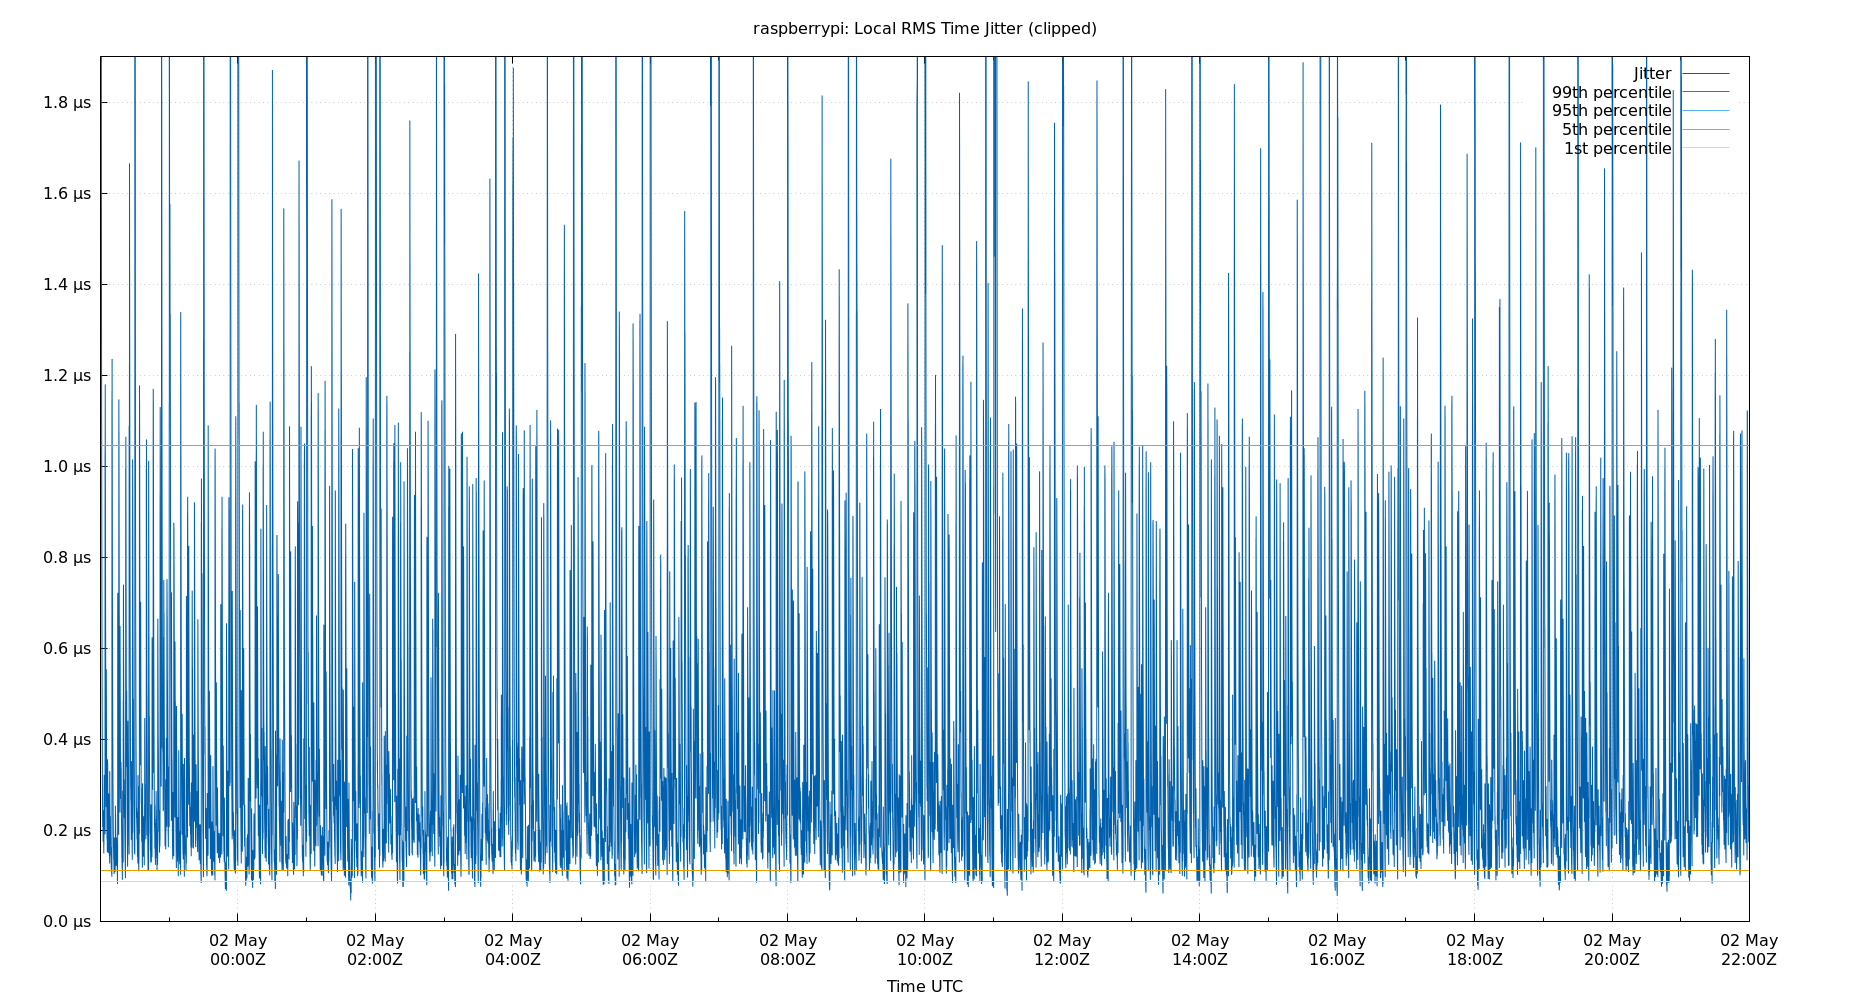 raspberrypi: Local RMS Time Jitter (clipped)
Jitter
99th percentile
95th percentile
5th percentile
1st percentile
1.8 µs
1.6 µs
1.4 µs
1.2 µs
1.0 µs
0.8 µs
0.6 µs
0.4 µs
0.2 µs
0.0 µs
02 May 02 May 02 May 02 May 02 May 02 May 02 May 02 May 02 May 02 May 02 May 02 May
00:00Z 02:00Z 04:00Z 06:00Z 08:00Z 10:00Z 12:00Z 14:00Z 16:00Z 18:00Z 20:00Z 22:00Z
Time UTC